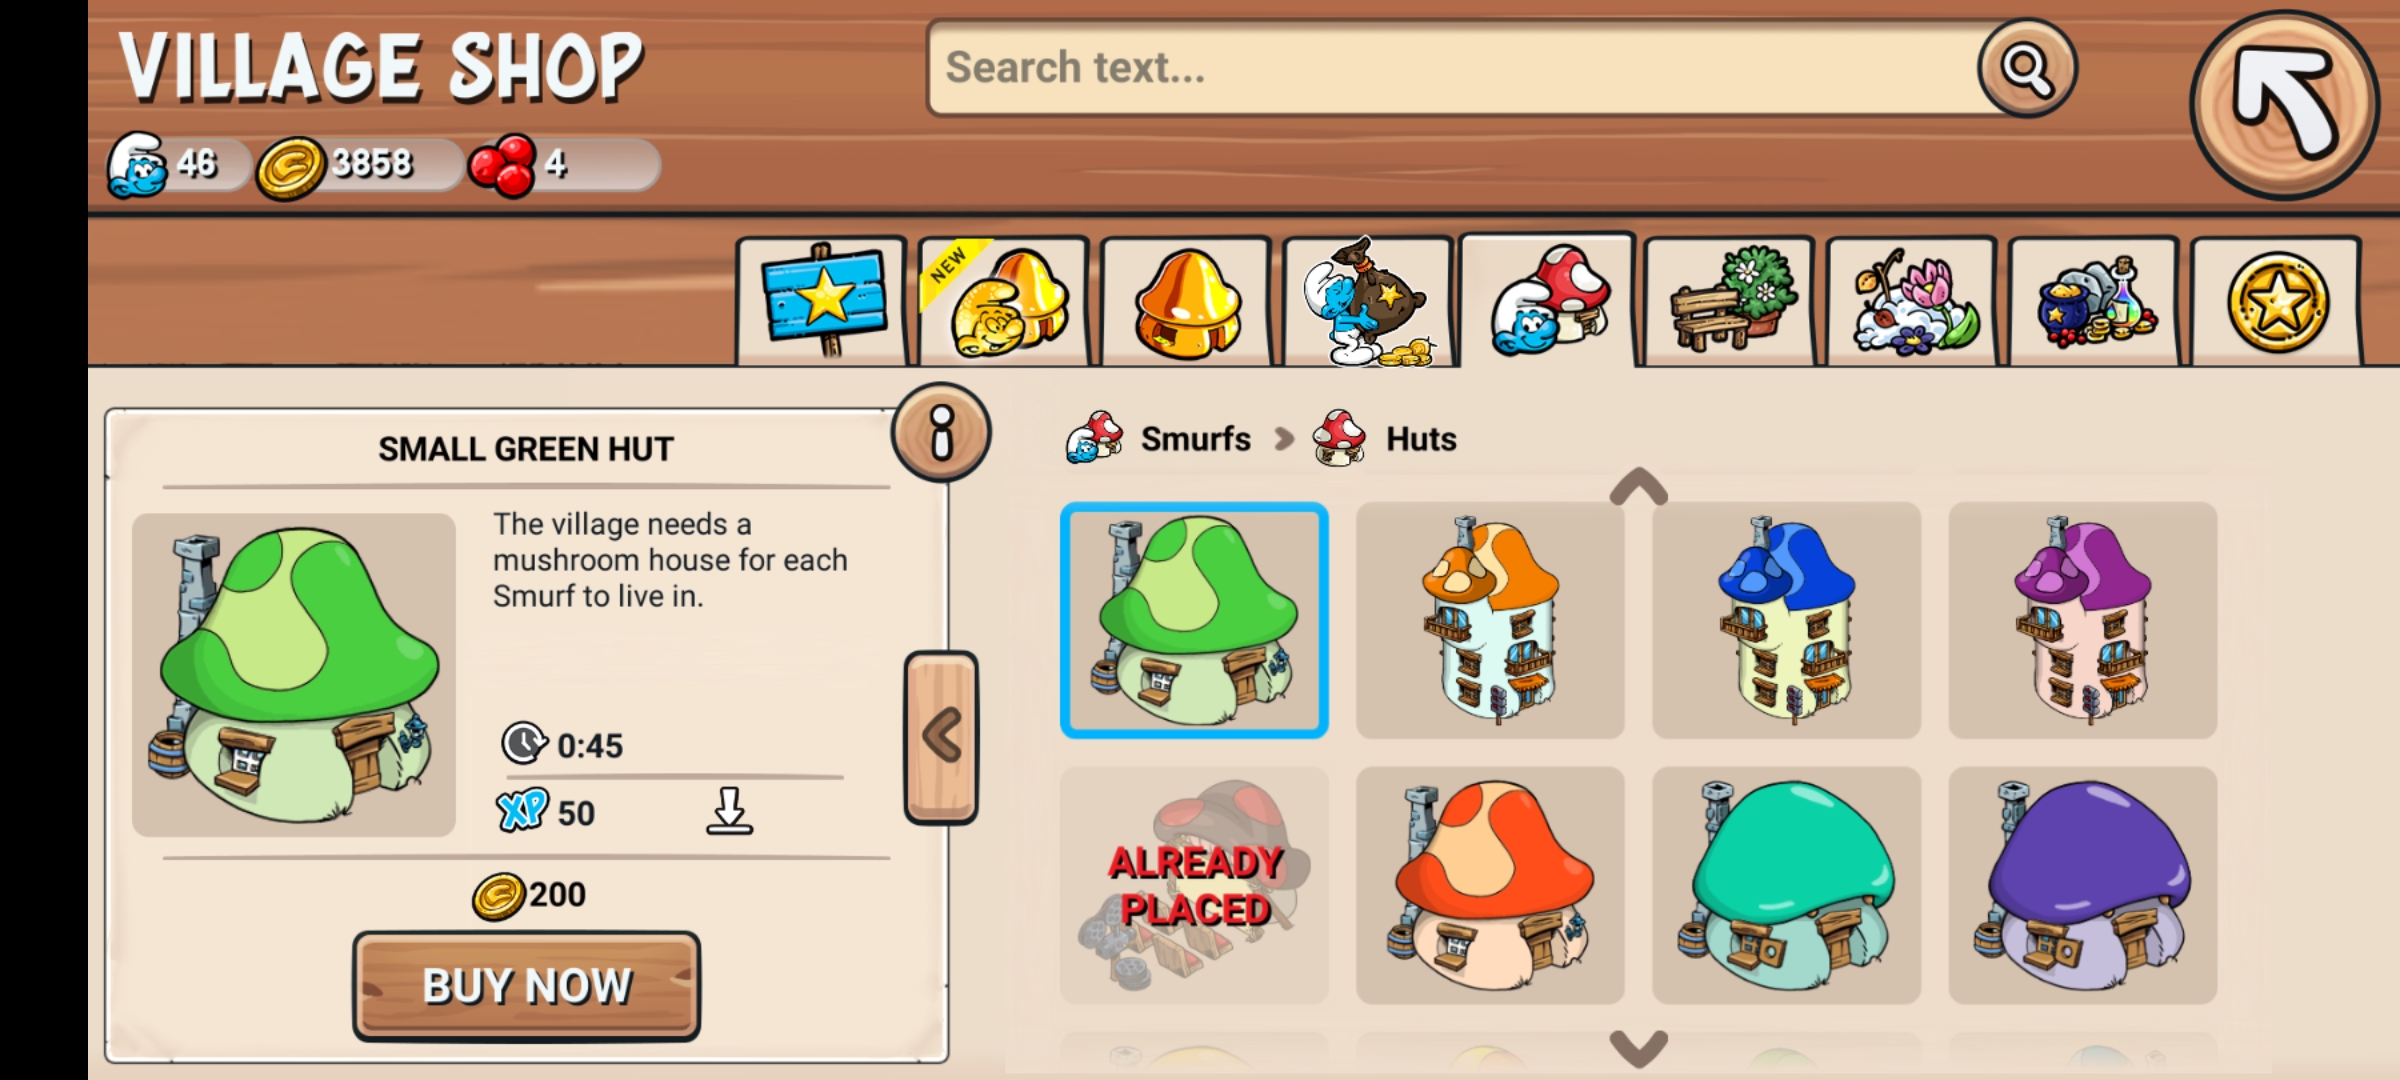 VILLAGE SHOP
Search text...
46
3858
4
NEW
SMALL GREEN HUT
The village needs a
mushroom house for each
Smurf to live in.
0:45
XP 50
200
BUY NOW
Smurfs
Huts
ALREADY
PLACED